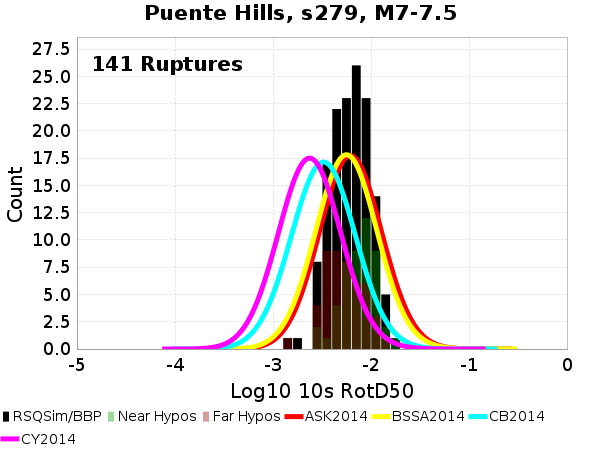 Puente Hills, s279, M7-7.5
141 Ruptures
Count
27.5
25.0
22.5
20.0
17.5
15.0
12.5
10.0
7.5
5.0
2.5
0.0
-5 -4 -3 -2 -1 0
Log10 10s RotD50
RSQSim/BBP Near Hypos Far Hypos ASK2014 BSSA2014 CB2014
CY2014